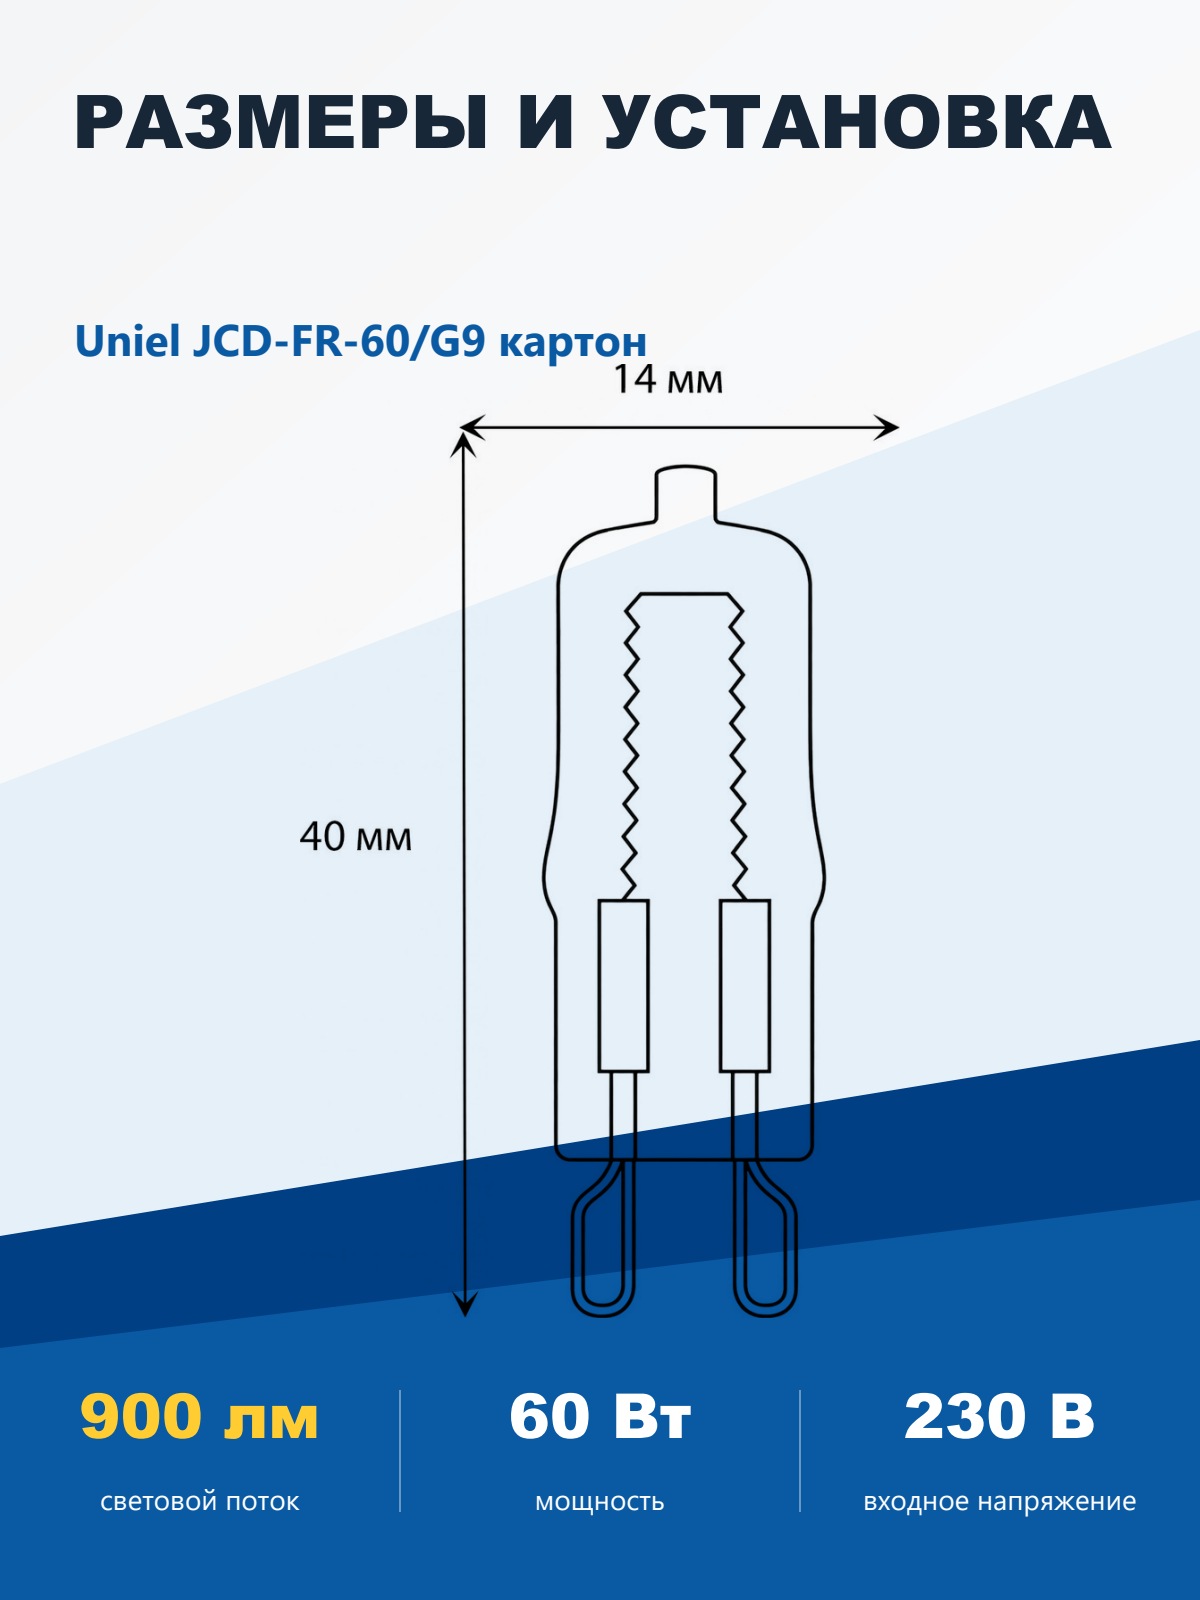 РАЗМЕРЫ И УСТАНОВКА
Uniel JCD-FR-60/G9 картон
14 мм
40 мм
900 лм
световой поток
60 Вт
мощность
230 В
входное напряжение